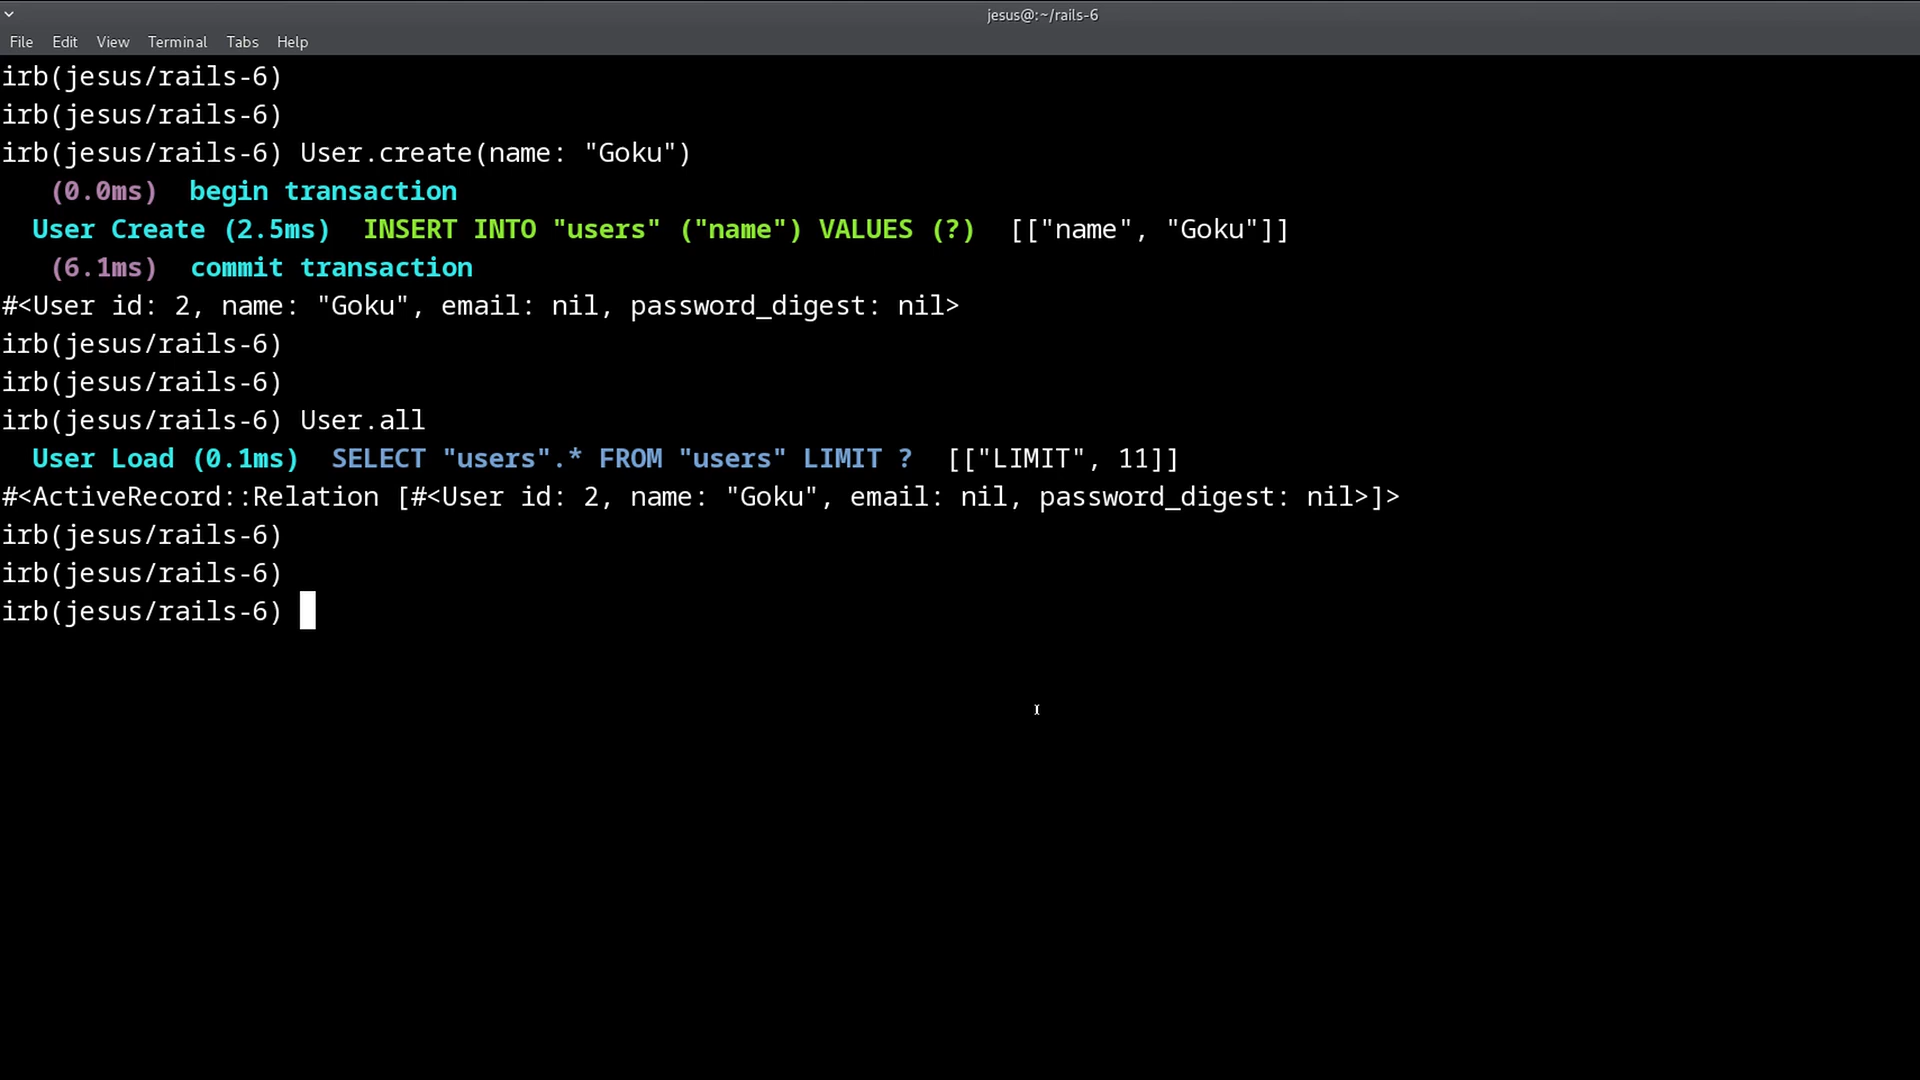 jesus@:~/rails-6
File Edit View Terminal Tabs Help
irb(jesus/rails-6)
irb(jesus/rails-6)
irb(jesus/rails-6) User.create(name: "Goku")
(0.0ms) begin transaction
User Create (2.5ms) INSERT INTO "users" ("name") VALUES (?) [["name", "Goku"]]
(6.1ms) commit transaction
#<User id: 2, name: "Goku", email: nil, password_digest: nil>
irb(jesus/rails-6)
irb(jesus/rails-6)
irb(jesus/rails-6) User.all
User Load (0.1ms) SELECT "users".* FROM "users" LIMIT ? [["LIMIT", 11]]
#<ActiveRecord::Relation [#<User id: 2, name: "Goku", email: nil, password_digest: nil>]>
irb(jesus/rails-6)
irb(jesus/rails-6)
irb(jesus/rails-6)